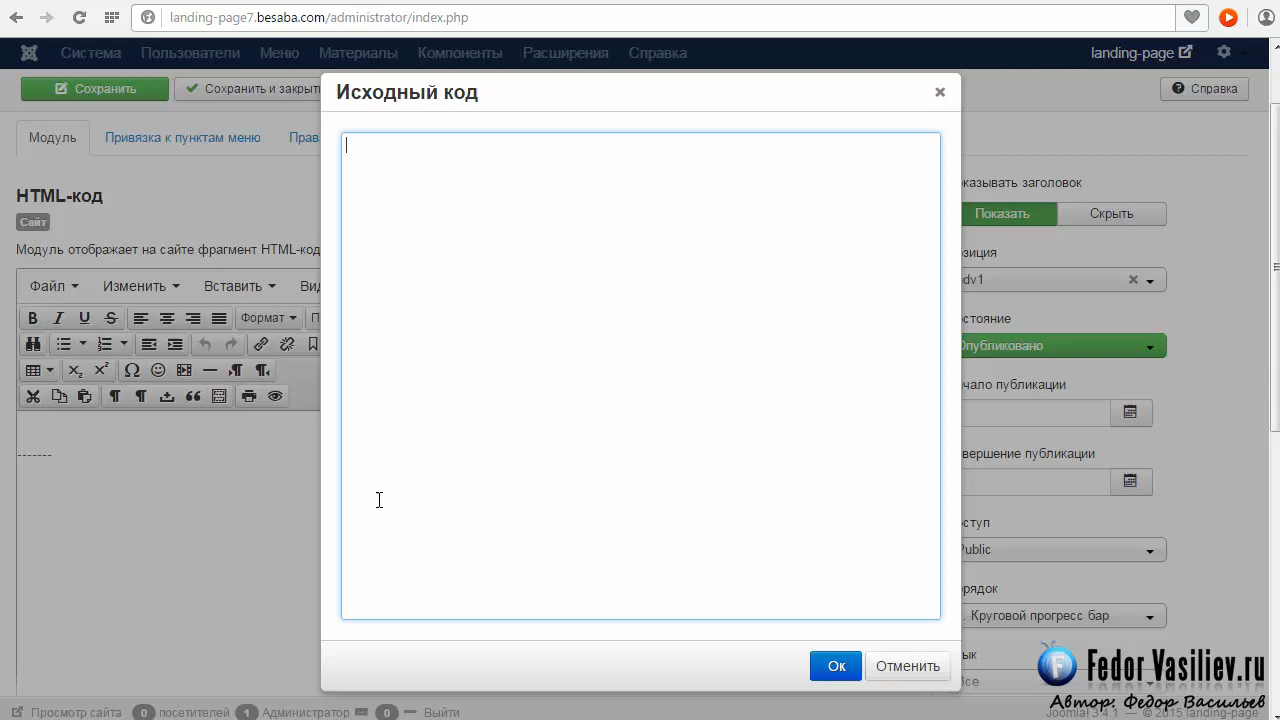 landing-page7.besaba.com/administrator/index.php
Система Пользователи Меню Материалы Компоненты Расширения Справка landing-page
Сохранить Сохранить и закрыть Справка
Исходный код
Модуль Привязка к пунктам меню Прав
HTML-код
Сайт
Модуль отображает на сайте фрагмент HTML-код
Файл Изменить Вставить Вид
B I U S Формат П
-------
казывать заголовок
Показать Скрыть
зиция
dv1
стояние
Опубликовано
чало публикации
вершение публикации
ступ
Public
рядок
. Круговой прогресс бар
зык
Все
Ок Отменить
Fedor Vasiliev.ru
Автор: Федор Васильев
Просмотр сайта 0 посетителей 1 Администратор 0 Выйти
Joomla! 3.4.1 — © 2015 landing-page